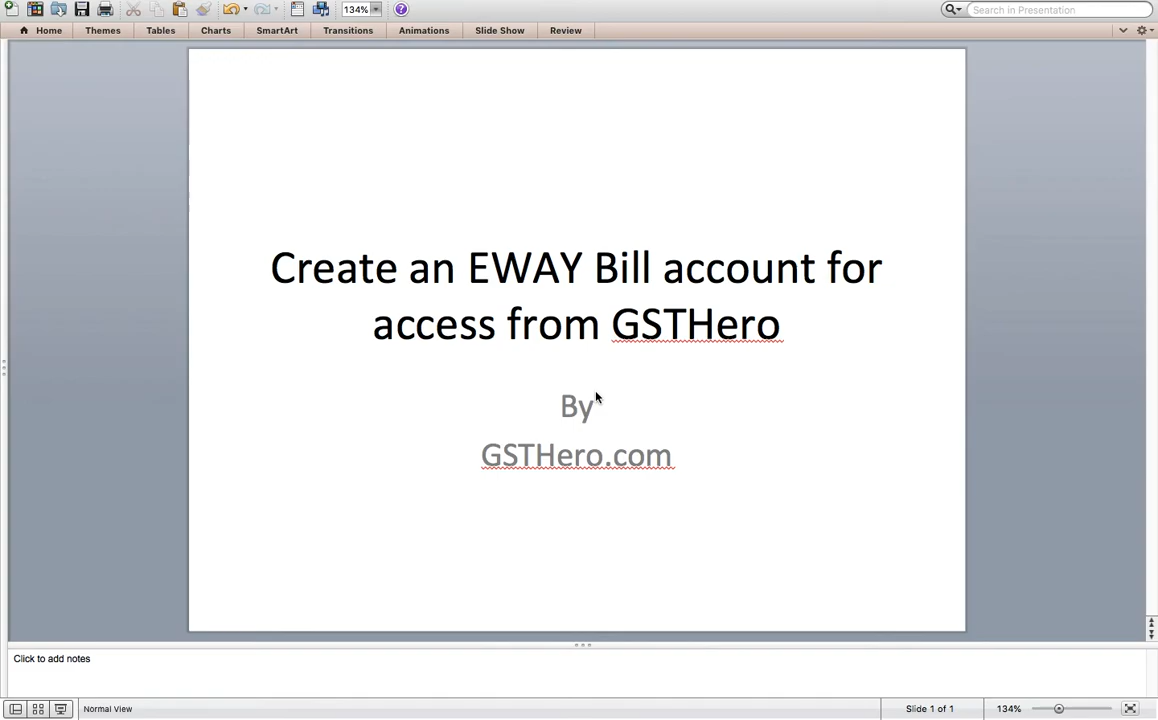 134%
Search in Presentation
Home Themes Tables Charts SmartArt Transitions Animations Slide Show Review
Create an EWAY Bill account for
access from GSTHero
By
GSTHero.com
Click to add notes
Normal View Slide 1 of 1 134%